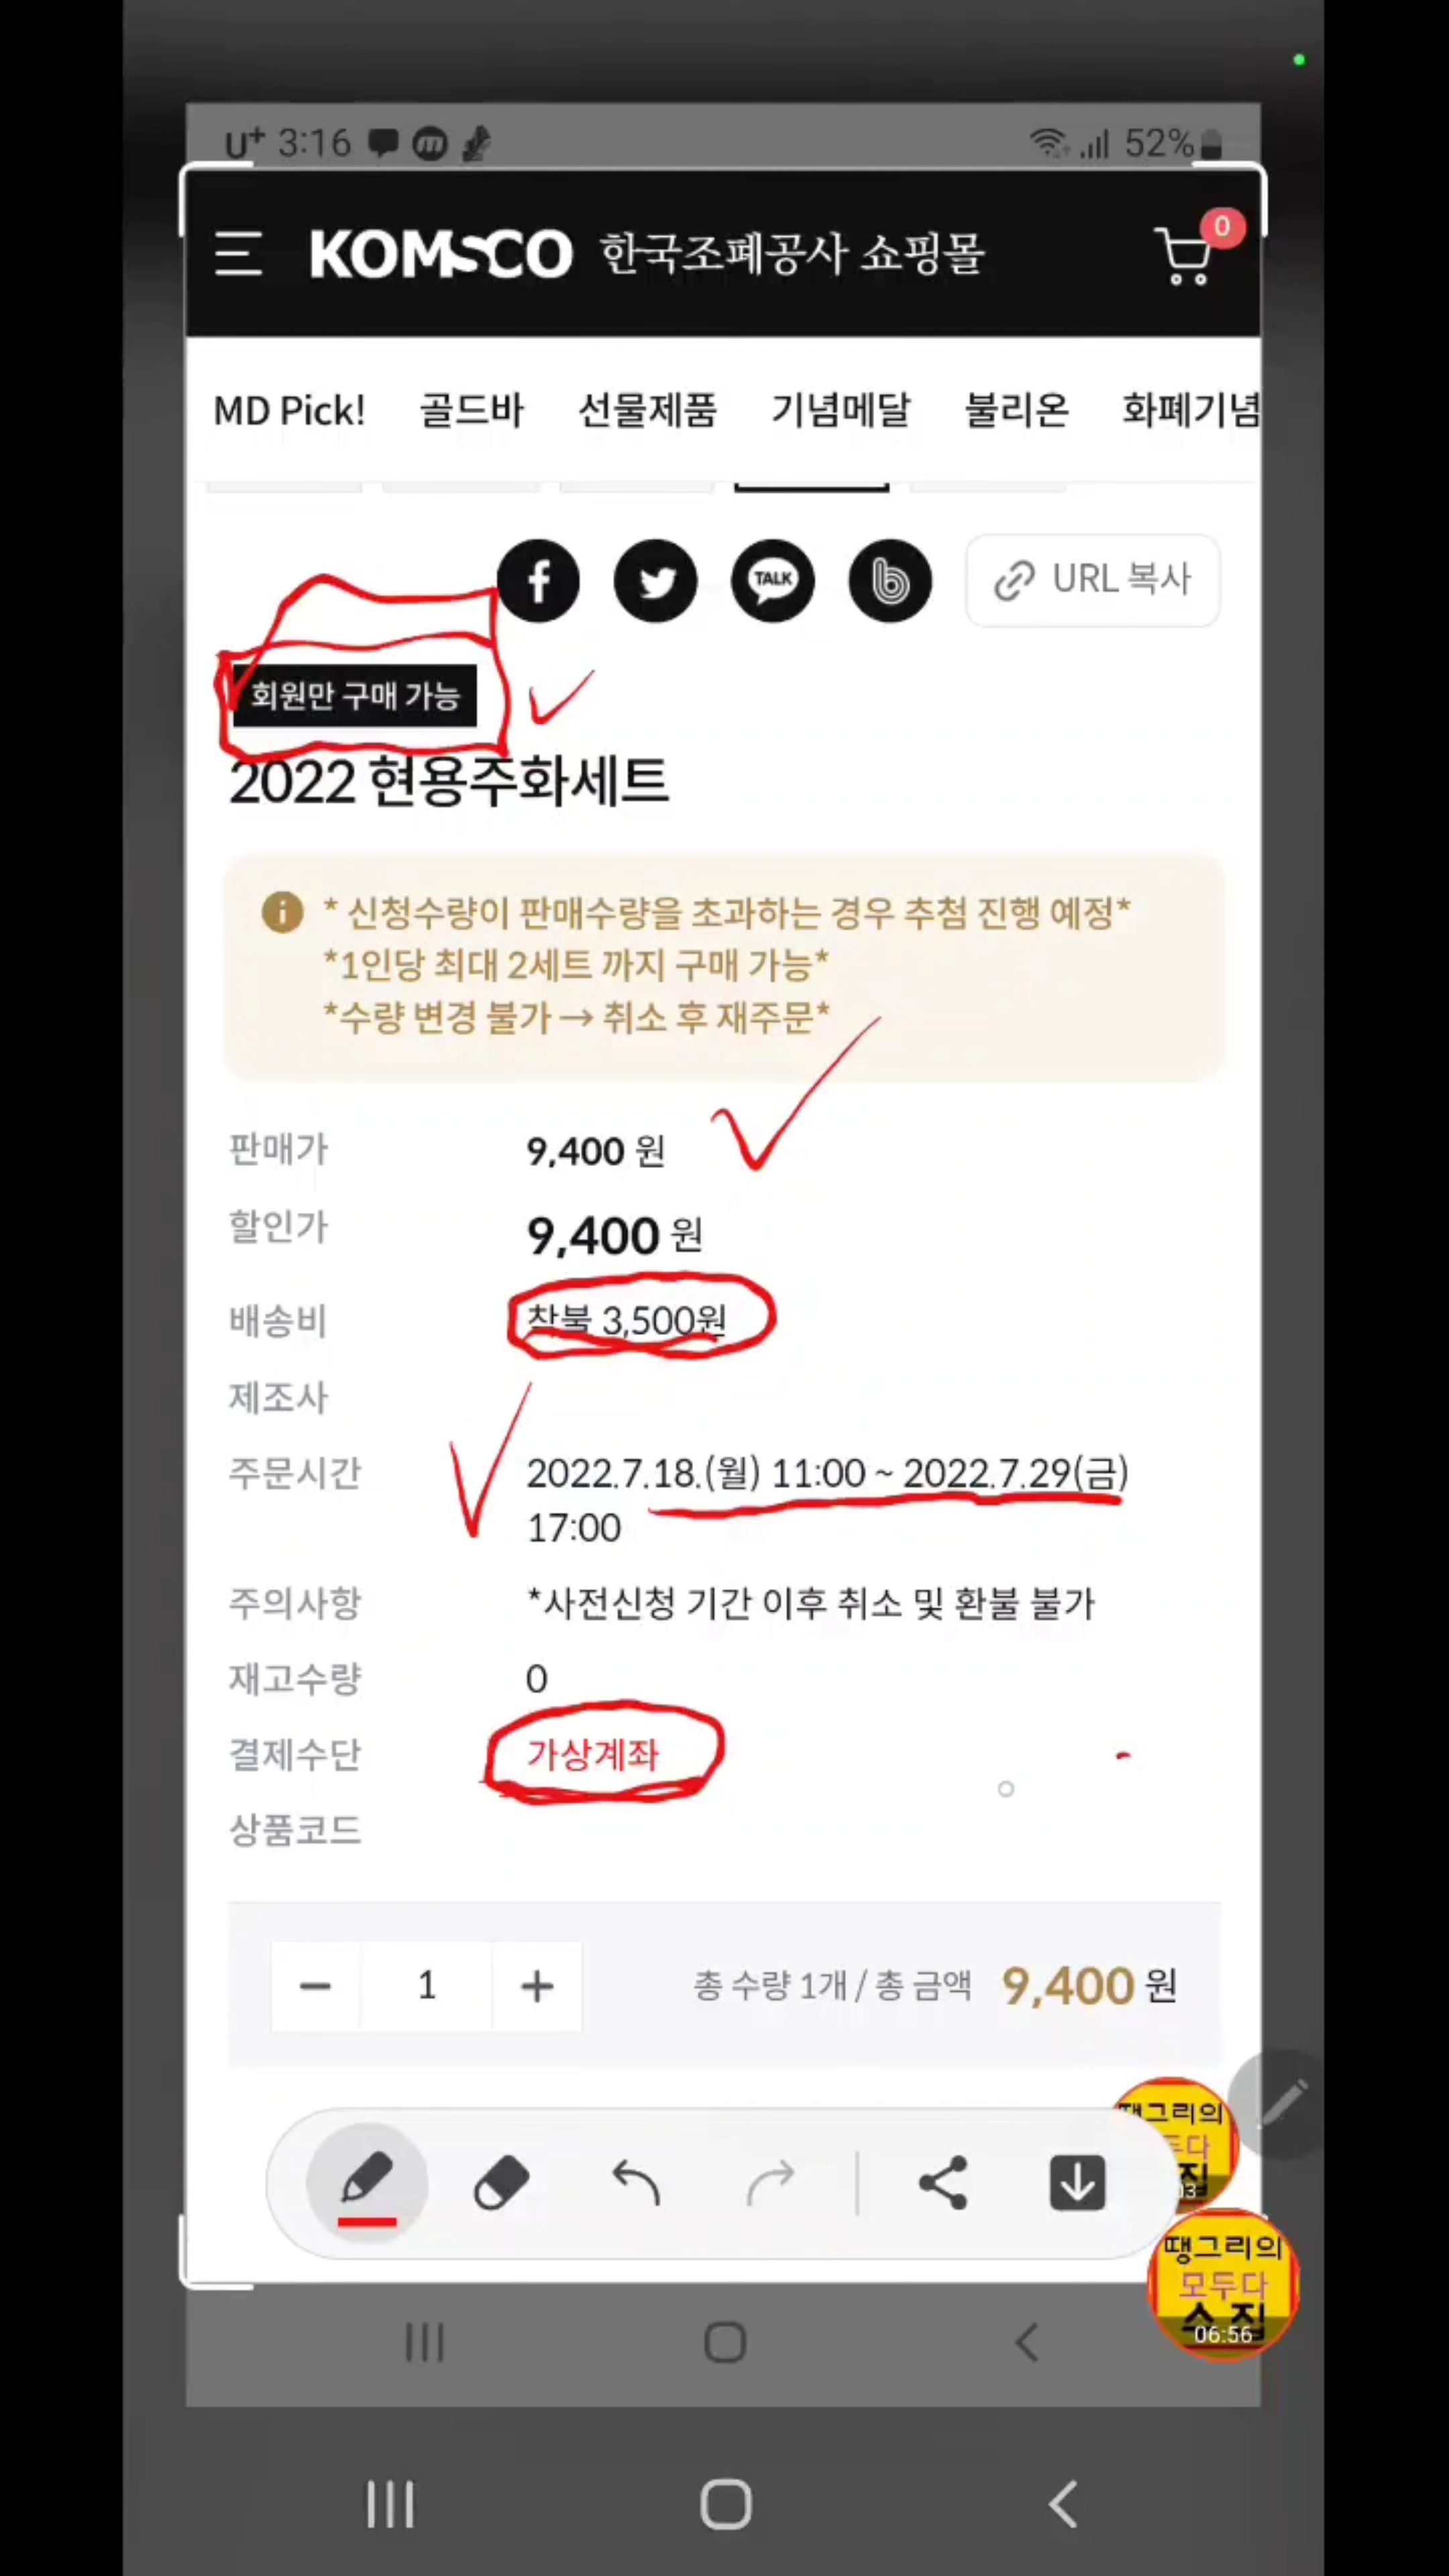 U+ 3:16 52%
KOMSCO 한국조폐공사 쇼핑몰 0
MD Pick! 골드바 선물제품 기념메달 불리온 화폐기념
TALK URL 복사
회원만 구매 가능
2022 현용주화세트
* 신청수량이 판매수량을 초과하는 경우 추첨 진행 예정*
*1인당 최대 2세트 까지 구매 가능*
*수량 변경 불가 → 취소 후 재주문*
판매가 9,400 원
할인가 9,400 원
배송비 착불 3,500원
제조사
주문시간 2022.7.18.(월) 11:00 ~ 2022.7.29(금)
17:00
주의사항 *사전신청 기간 이후 취소 및 환불 불가
재고수량 0
결제수단 가상계좌
상품코드
1 총 수량 1개 / 총 금액 9,400 원
땡그리의
모두다
수집
06:56